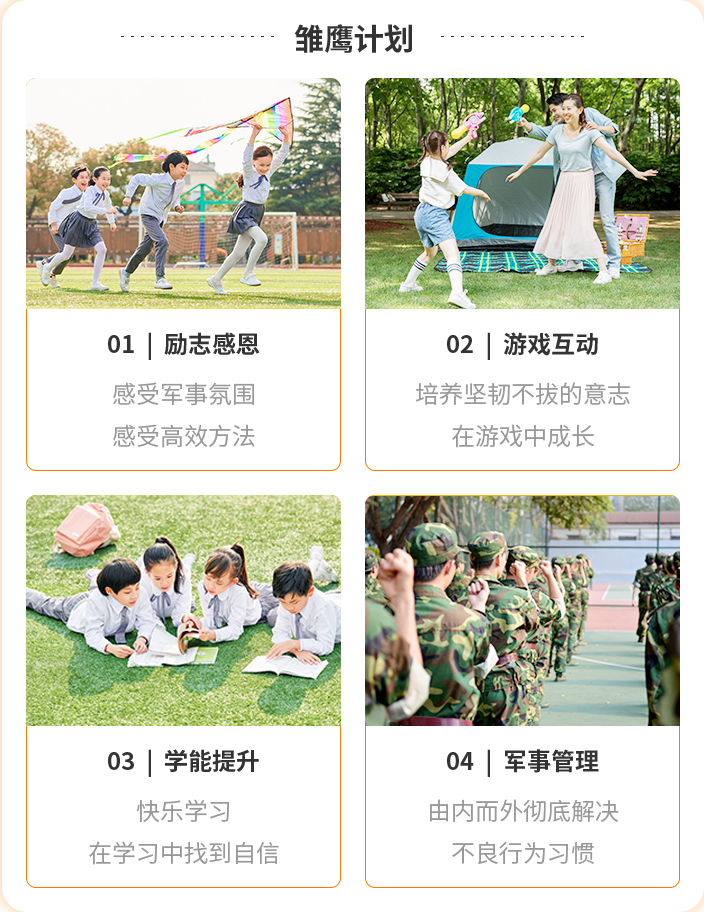 雏鹰计划
01 | 励志感恩
感受军事氛围
感受高效方法
02 | 游戏互动
培养坚韧不拔的意志
在游戏中成长
03 | 学能提升
快乐学习
在学习中找到自信
04 | 军事管理
由内而外彻底解决
不良行为习惯